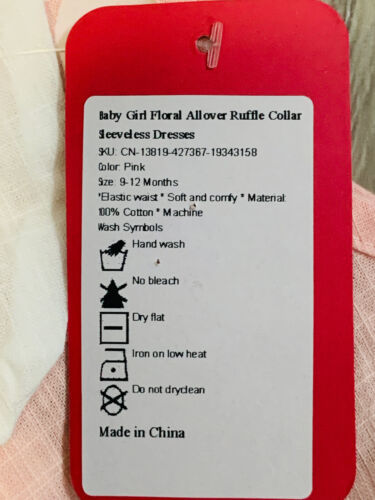 Baby Girl Floral Allover Ruffle Collar
Sleeveless Dresses
SKU: CN-13819-427367-19343158
Color: Pink
Size: 9-12 Months
*Elastic waist * Soft and comfy * Material:
100% Cotton * Machine
Wash Symbols
Hand wash
No bleach
Dry flat
Iron on low heat
Do not dryclean
Made in China